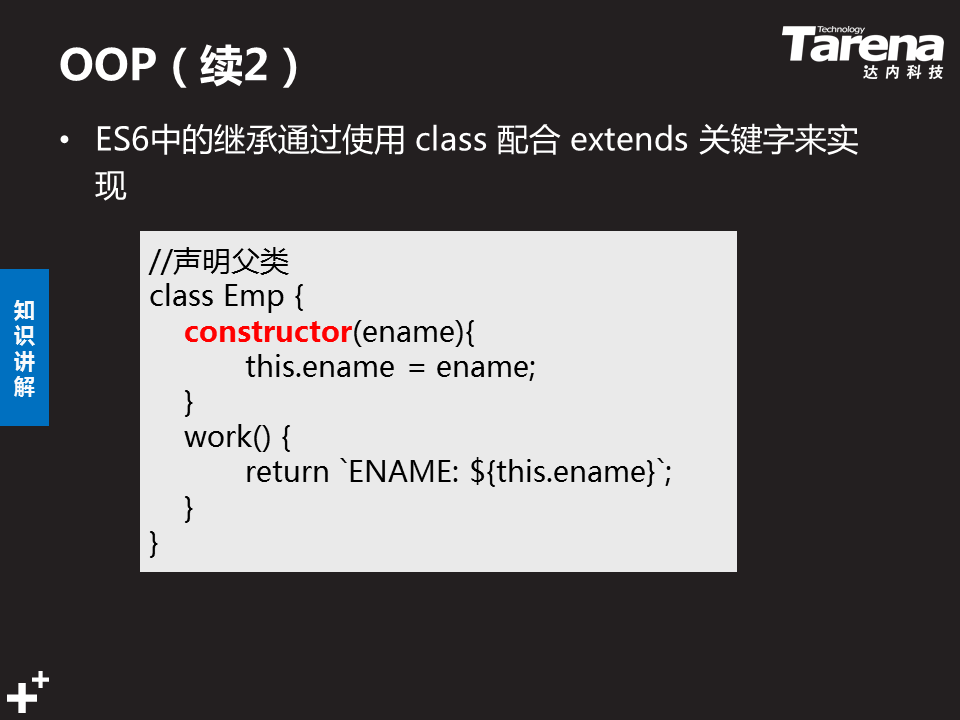 OOP（续2）
Technology
Tarena
达内科技
• ES6中的继承通过使用 class 配合 extends 关键字来实
现
知
识
讲
解
//声明父类
class Emp {
constructor(ename){
this.ename = ename;
}
work() {
return `ENAME: ${this.ename}`;
}
}